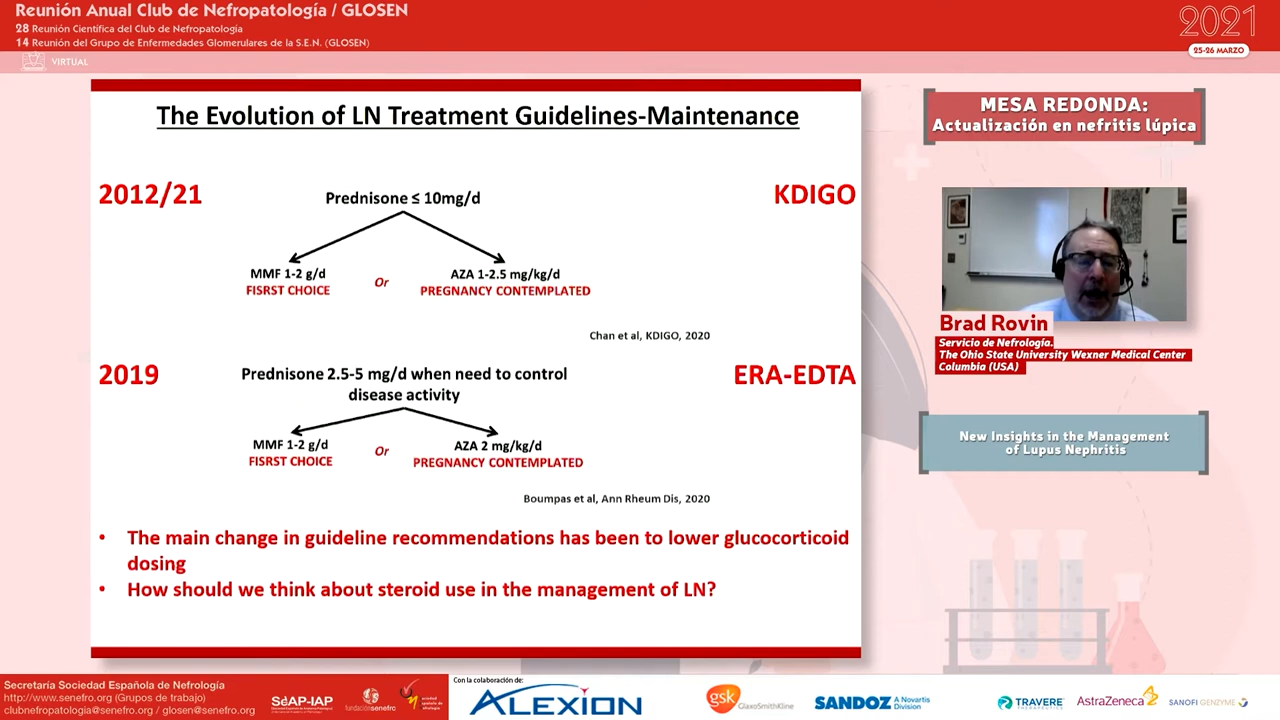 Reunión Anual Club de Nefropatología / GLOSEN
28 Reunión Científica del Club de Nefropatología
14 Reunión del Grupo de Enfermedades Glomerulares de la S.E.N. (GLOSEN)
VIRTUAL
2021
25-26 MARZO
The Evolution of LN Treatment Guidelines-Maintenance
2012/21
KDIGO
Prednisone ≤ 10mg/d
MMF 1-2 g/d
FISRST CHOICE
Or
AZA 1-2.5 mg/kg/d
PREGNANCY CONTEMPLATED
Chan et al, KDIGO, 2020
2019
ERA-EDTA
Prednisone 2.5-5 mg/d when need to control
disease activity
MMF 1-2 g/d
FISRST CHOICE
Or
AZA 2 mg/kg/d
PREGNANCY CONTEMPLATED
Boumpas et al, Ann Rheum Dis, 2020
• The main change in guideline recommendations has been to lower glucocorticoid
dosing
• How should we think about steroid use in the management of LN?
MESA REDONDA:
Actualización en nefritis lúpica
Brad Rovin
Servicio de Nefrología.
The Ohio State University Wexner Medical Center
Columbia (USA)
New Insights in the Management
of Lupus Nephritis
Secretaría Sociedad Española de Nefrología
http://www.senefro.org (Grupos de trabajo)
clubnefropatologia@senefro.org / glosen@senefro.org
SEAP-IAP
fundaciónsenefro
Con la colaboración de:
ALEXION
gsk
GlaxoSmithKline
SANDOZ A Novartis
Division
TRAVERE
THERAPEUTICS
AstraZeneca
SANOFI GENZYME